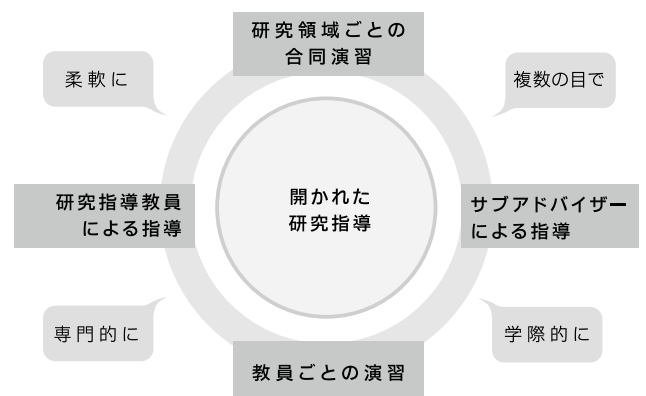 研究領域ごとの
合同演習
柔軟に
複数の目で
研究指導教員
による指導
開かれた
研究指導
サブアドバイザー
による指導
専門的に
学際的に
教員ごとの演習